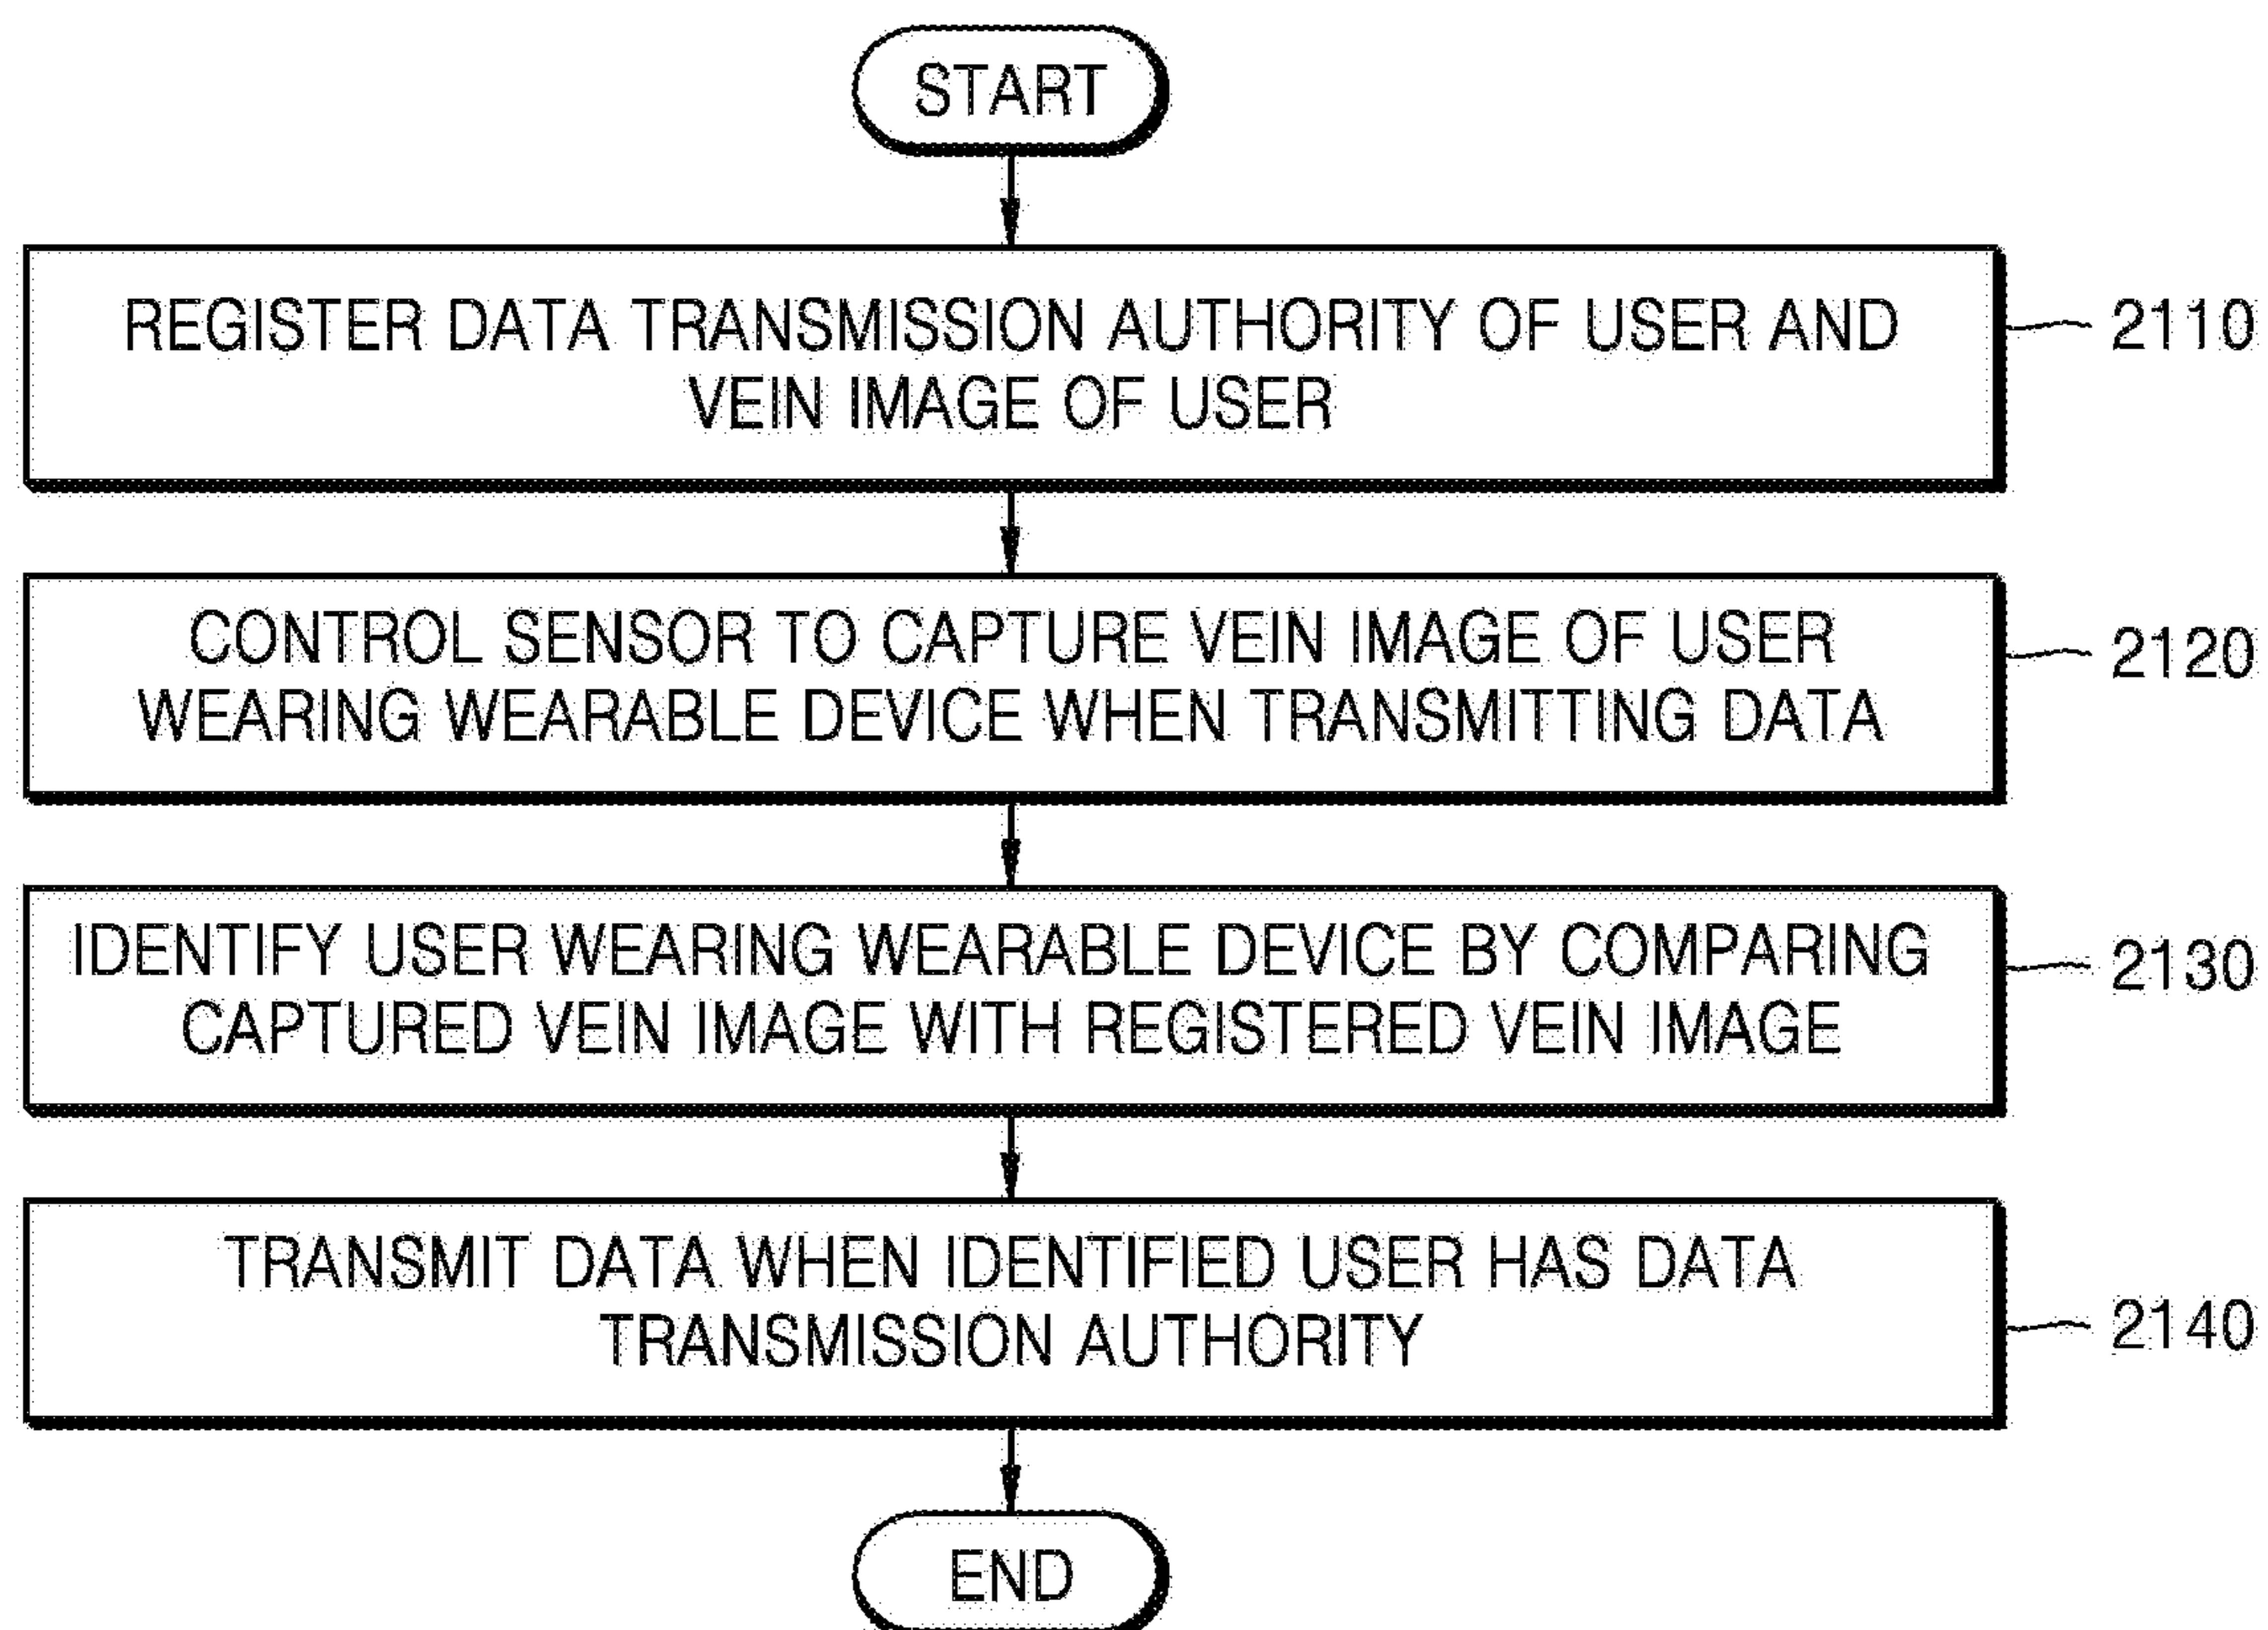 START
REGISTER DATA TRANSMISSION AUTHORITY OF USER AND
VEIN IMAGE OF USER
2110
CONTROL SENSOR TO CAPTURE VEIN IMAGE OF USER
WEARING WEARABLE DEVICE WHEN TRANSMITTING DATA
2120
IDENTIFY USER WEARING WEARABLE DEVICE BY COMPARING
CAPTURED VEIN IMAGE WITH REGISTERED VEIN IMAGE
2130
TRANSMIT DATA WHEN IDENTIFIED USER HAS DATA
TRANSMISSION AUTHORITY
2140
END